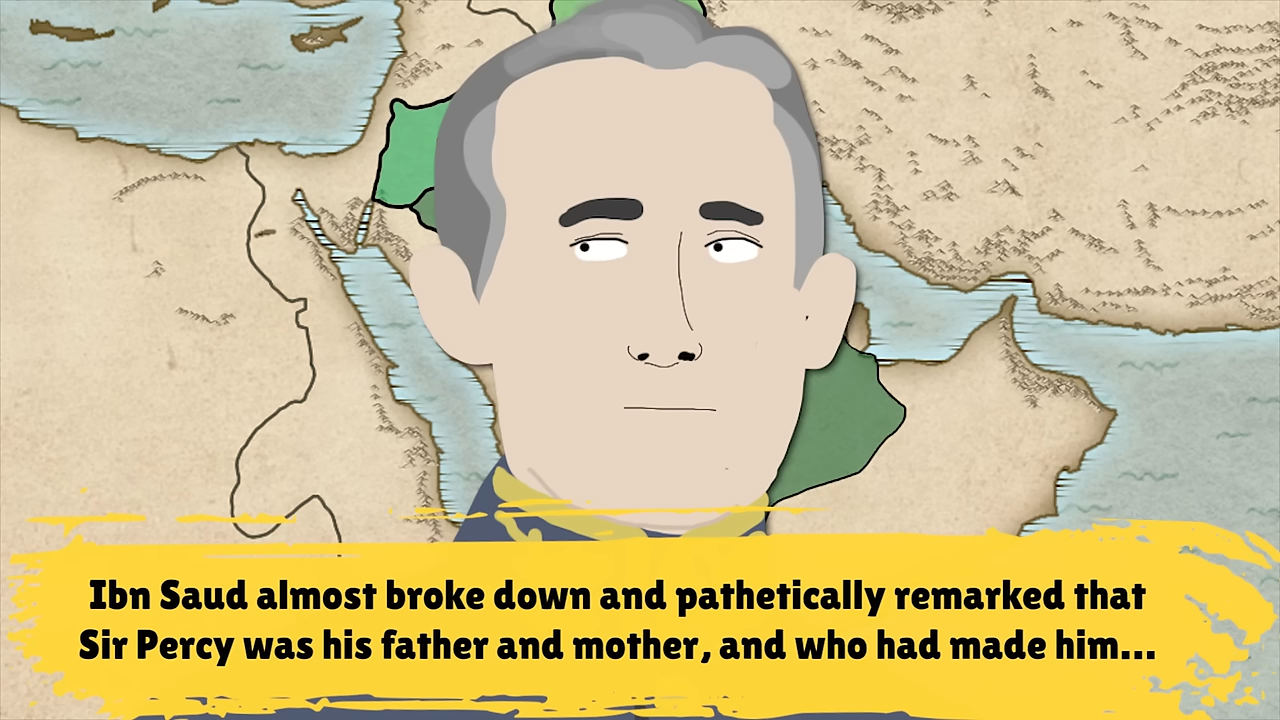 Ibn Saud almost broke down and pathetically remarked that
Sir Percy was his father and mother, and who had made him...